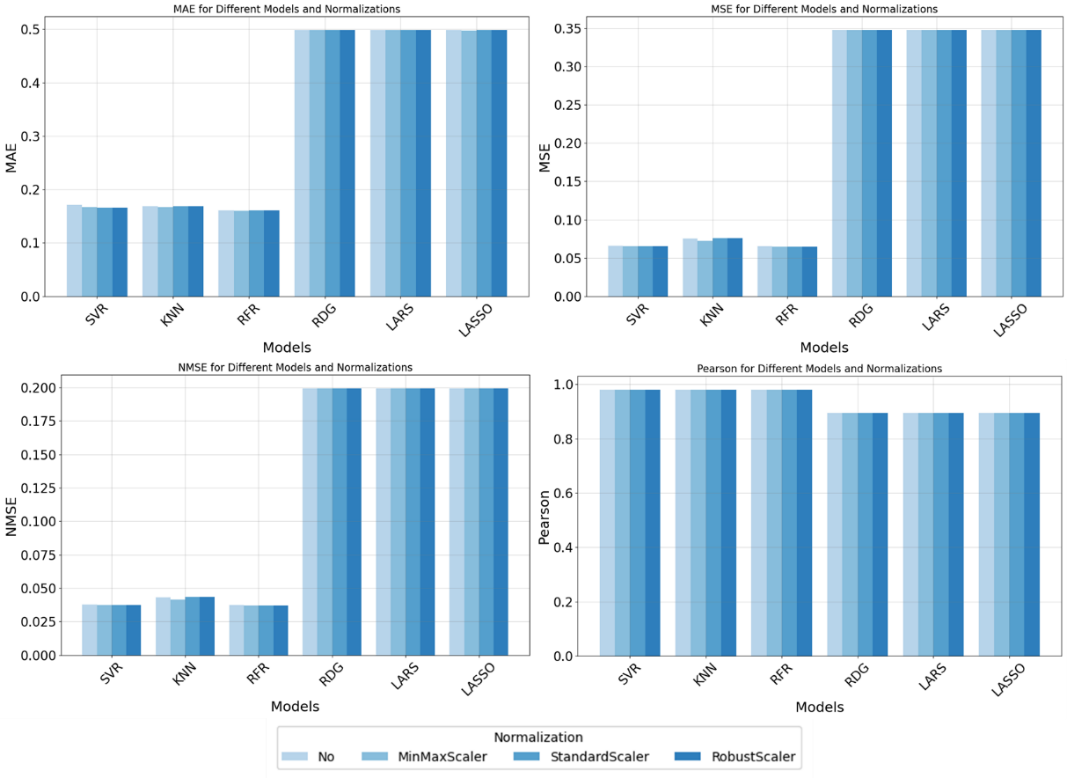 MAE for Different Models and Normalizations
0.5
0.4
0.3
0.2
0.1
0.0
MAE
SVR
KNN
RFR
RDG
LARS
LASSO
Models
MSE for Different Models and Normalizations
0.35
0.30
0.25
0.20
0.15
0.10
0.05
0.00
MSE
SVR
KNN
RFR
RDG
LARS
LASSO
Models
NMSE for Different Models and Normalizations
0.200
0.175
0.150
0.125
0.100
0.075
0.050
0.025
0.000
NMSE
SVR
KNN
RFR
RDG
LARS
LASSO
Models
Pearson for Different Models and Normalizations
1.0
0.8
0.6
0.4
0.2
0.0
Pearson
SVR
KNN
RFR
RDG
LARS
LASSO
Models
Normalization
No MinMaxScaler StandardScaler RobustScaler